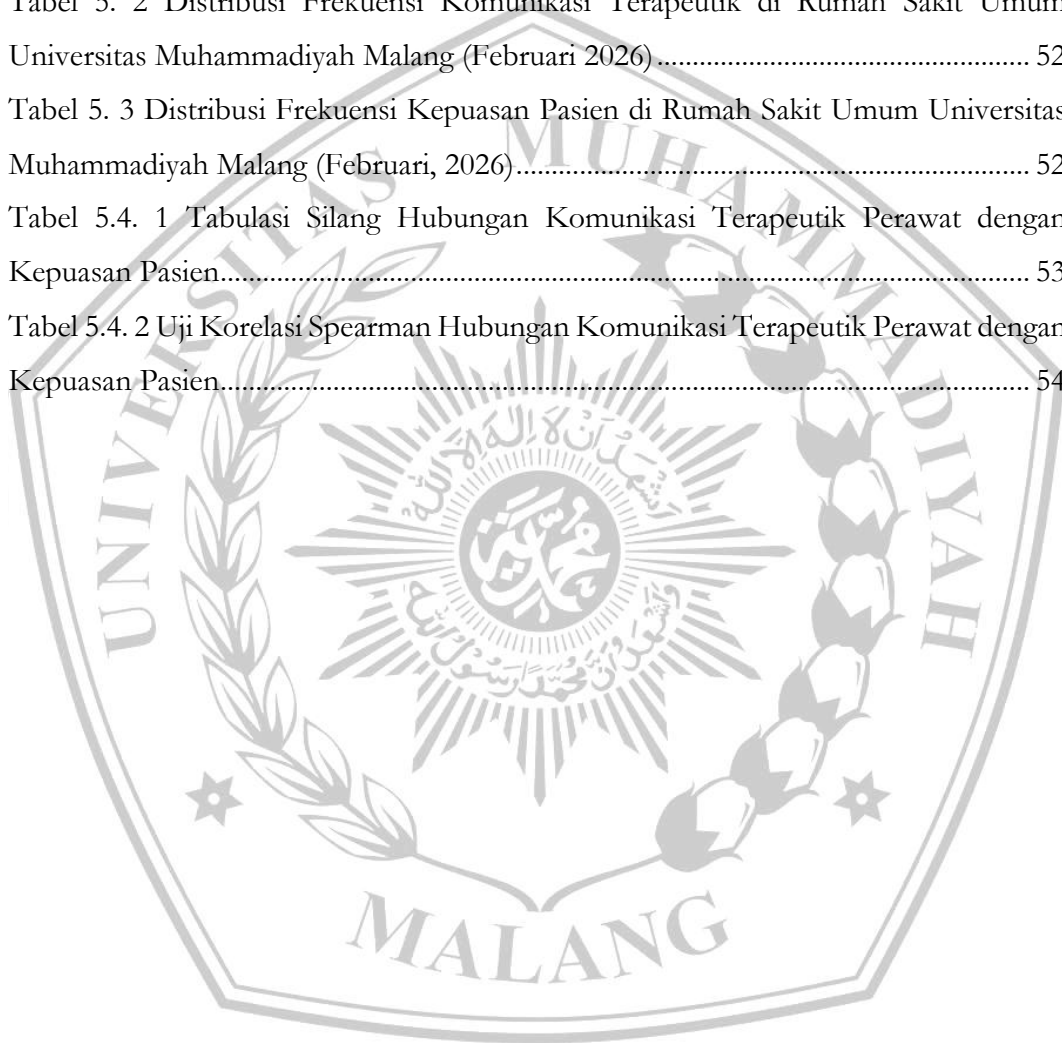 Tabel 5. 2 Distribusi Frekuensi Komunikasi Terapeutik di Rumah Sakit Umum
Universitas Muhammadiyah Malang (Februari 2026) ........................................................ 52
Tabel 5. 3 Distribusi Frekuensi Kepuasan Pasien di Rumah Sakit Umum Universitas
Muhammadiyah Malang (Februari, 2026) ................................................................................ 52
Tabel 5.4. 1 Tabulasi Silang Hubungan Komunikasi Terapeutik Perawat dengan
Kepuasan Pasien ........................................................................................................................ 53
Tabel 5.4. 2 Uji Korelasi Spearman Hubungan Komunikasi Terapeutik Perawat dengan
Kepuasan Pasien ........................................................................................................................ 54
UNIVERSITAS MUHAMMADIYAH
MALANG